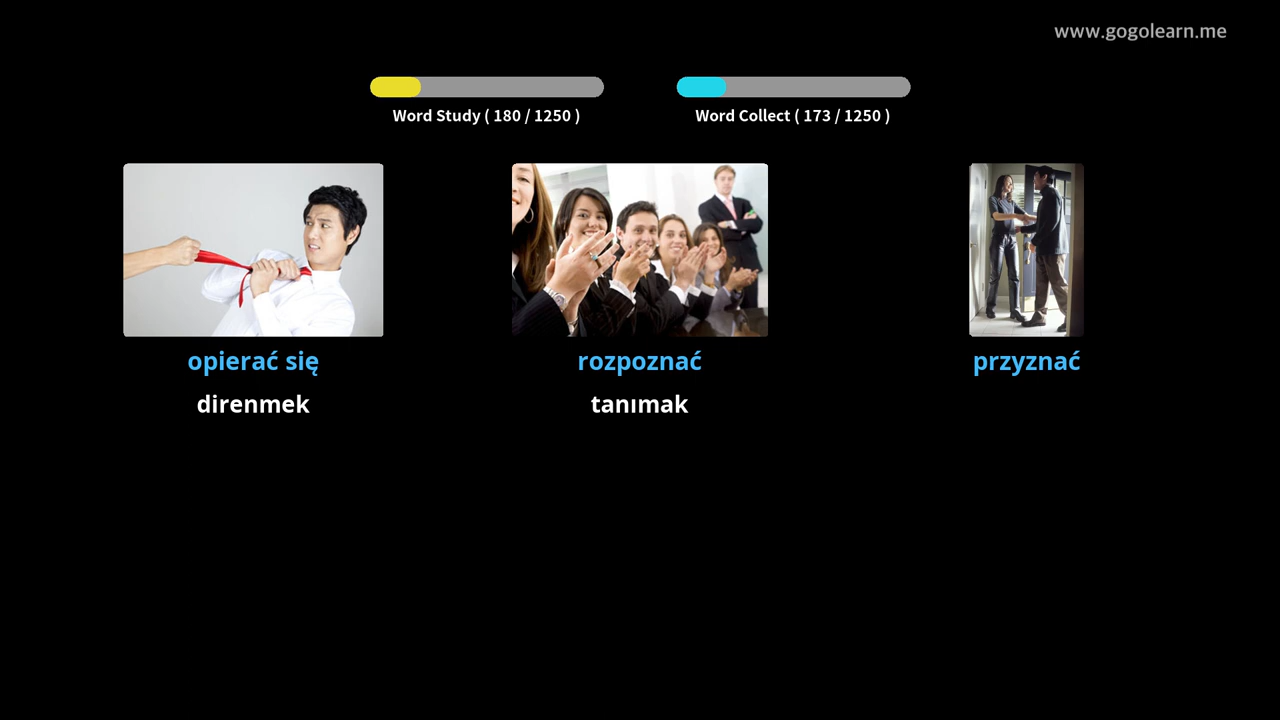 www.gogolearn.me
Word Study ( 180 / 1250 )
Word Collect ( 173 / 1250 )
opierać się
rozpoznać
przyznać
direnmek
tanımak